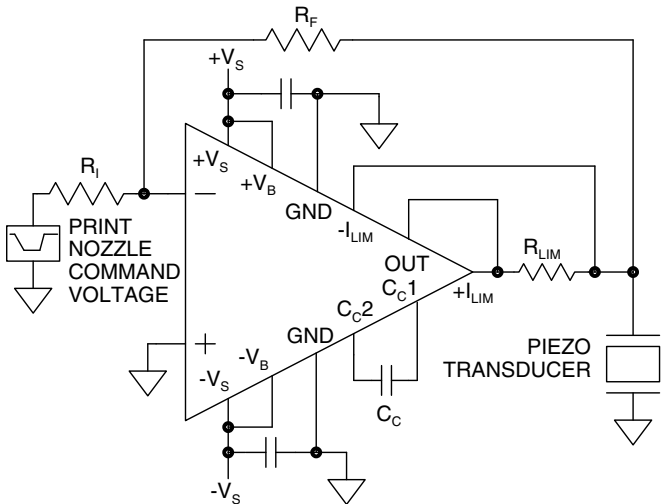 R_F
+V_S
R_I
+V_S
+V_B
GND
-I_LIM
PRINT
NOZZLE
COMMAND
VOLTAGE
OUT
R_LIM
C_C1
+I_LIM
C_C2
GND
-V_B
-V_S
PIEZO
TRANSDUCER
C_C
-V_S